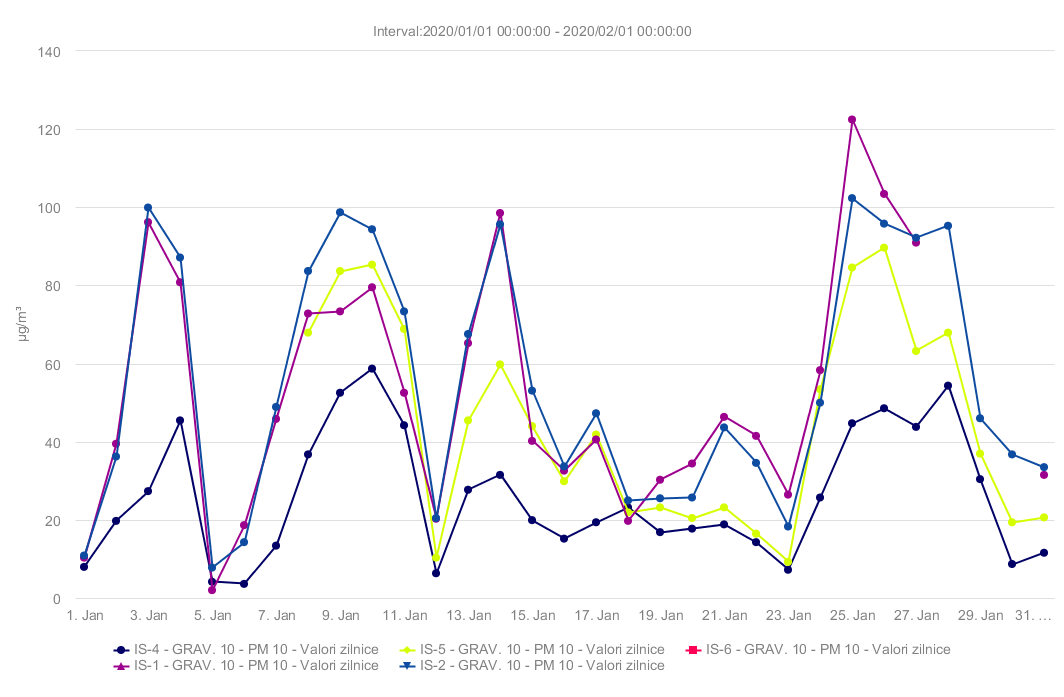 Interval:2020/01/01 00:00:00 - 2020/02/01 00:00:00
140
120
100
80
60
40
20
0
µg/m³
1. Jan 3. Jan 5. Jan 7. Jan 9. Jan 11. Jan 13. Jan 15. Jan 17. Jan 19. Jan 21. Jan 23. Jan 25. Jan 27. Jan 29. Jan 31. ...
IS-4 - GRAV. 10 - PM 10 - Valori zilnice IS-5 - GRAV. 10 - PM 10 - Valori zilnice IS-6 - GRAV. 10 - PM 10 - Valori zilnice
IS-1 - GRAV. 10 - PM 10 - Valori zilnice IS-2 - GRAV. 10 - PM 10 - Valori zilnice